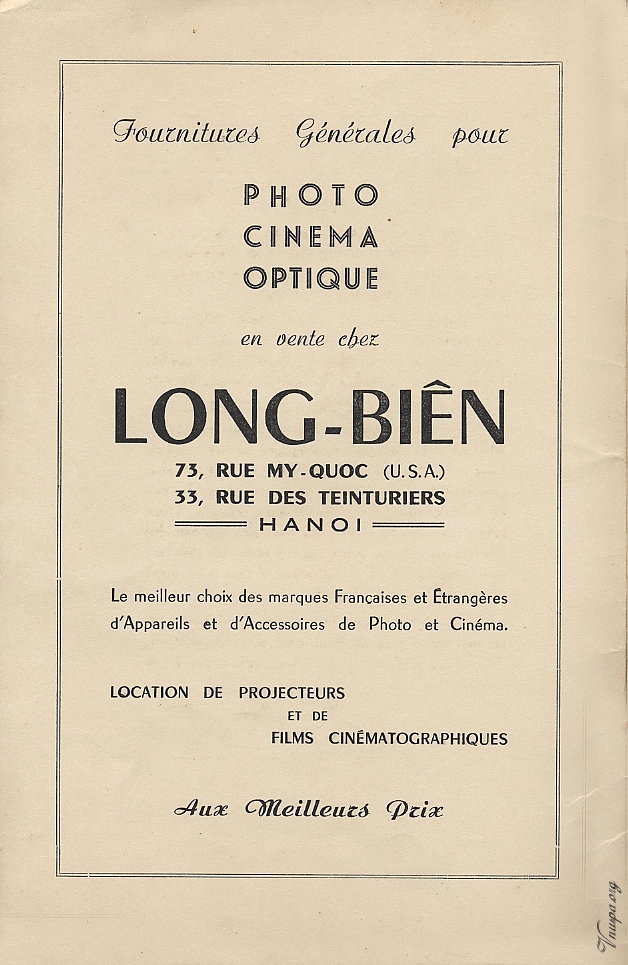 Fournitures Générales pour
PHOTO
CINEMA
OPTIQUE
en vente chez
LONG-BIÊN
73, RUE MY-QUOC (U.S.A.)
33, RUE DES TEINTURIERS
HANOI
Le meilleur choix des marques Françaises et Étrangères
d'Appareils et d'Accessoires de Photo et Cinéma.
LOCATION DE PROJECTEURS
ET DE
FILMS CINÉMATOGRAPHIQUES
Aux Meilleurs Prix
Vnuspa.org